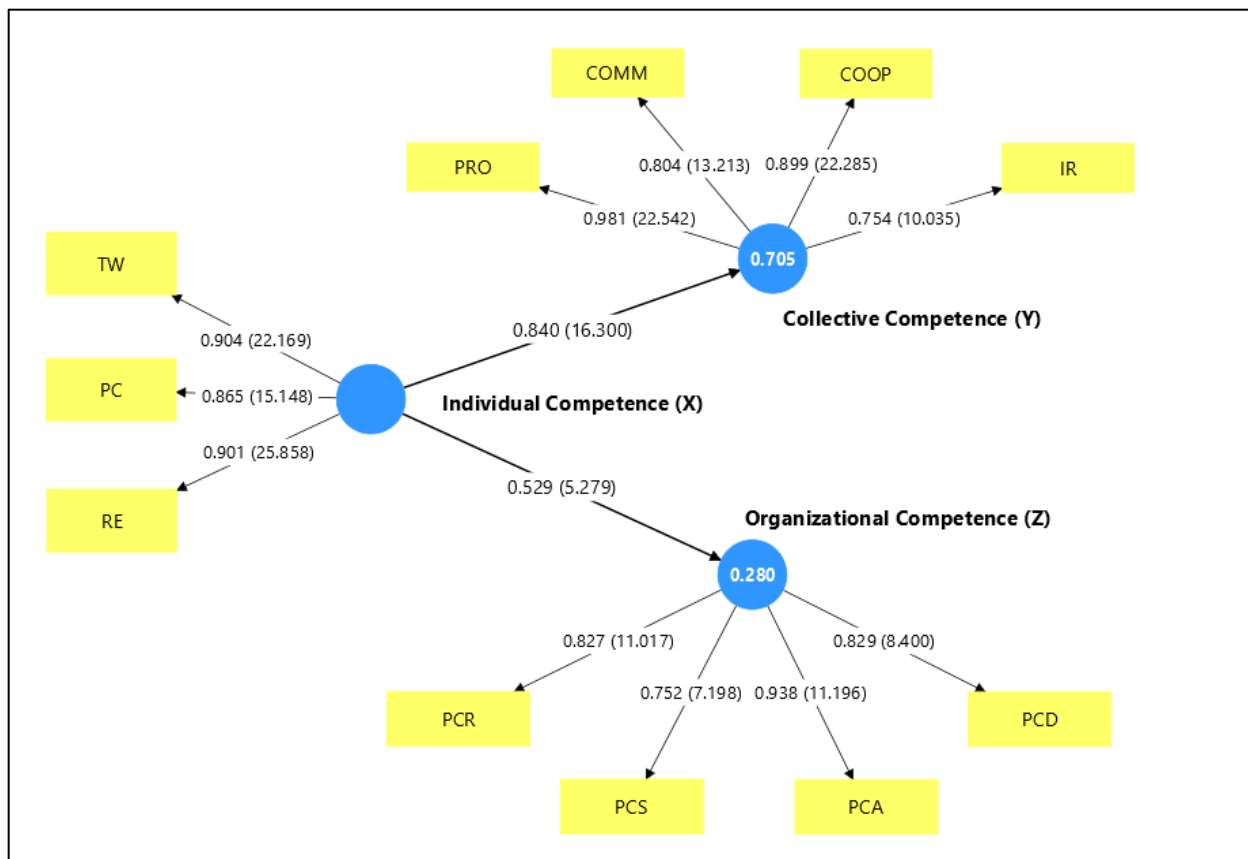 COMM
COOP
PRO
IR
0.804 (13.213)
0.899 (22.285)
0.981 (22.542)
0.754 (10.035)
TW
0.705
Collective Competence (Y)
0.840 (16.300)
0.904 (22.169)
PC
0.865 (15.148)
Individual Competence (X)
0.901 (25.858)
RE
0.529 (5.279)
Organizational Competence (Z)
0.280
0.827 (11.017)
0.829 (8.400)
0.752 (7.198)
0.938 (11.196)
PCR
PCD
PCS
PCA